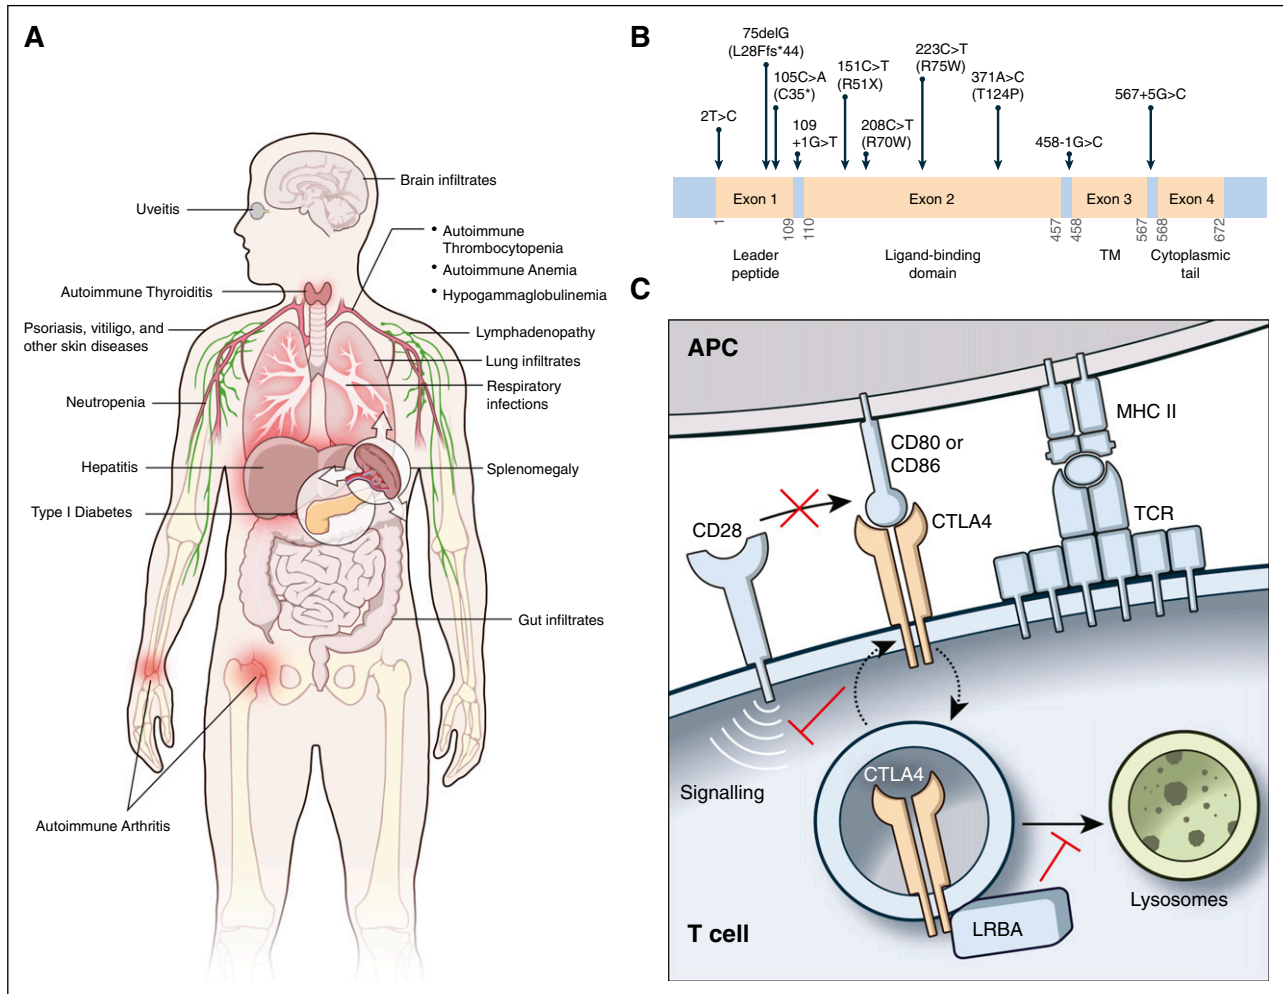 A
Brain infiltrates
Uveitis
• Autoimmune
Thrombocytopenia
• Autoimmune Anemia
• Hypogammaglobulinemia
Autoimmune Thyroiditis
Psoriasis, vitiligo, and
other skin diseases
Lymphadenopathy
Lung infiltrates
Respiratory
infections
Neutropenia
Hepatitis
Splenomegaly
Type I Diabetes
Gut infiltrates
Autoimmune Arthritis
B
75delG
(L28Ffs*44)
105C>A
(C35*)
151C>T
(R51X)
223C>T
(R75W)
371A>C
(T124P)
567+5G>C
2T>C
109
+1G>T
208C>T
(R70W)
458-1G>C
Exon 1
Exon 2
Exon 3
Exon 4
1
109
110
457
458
567
568
672
Leader
peptide
Ligand-binding
domain
TM
Cytoplasmic
tail
C
APC
MHC II
CD80 or
CD86
CD28
CTLA4
TCR
Signalling
CTLA4
Lysosomes
LRBA
T cell